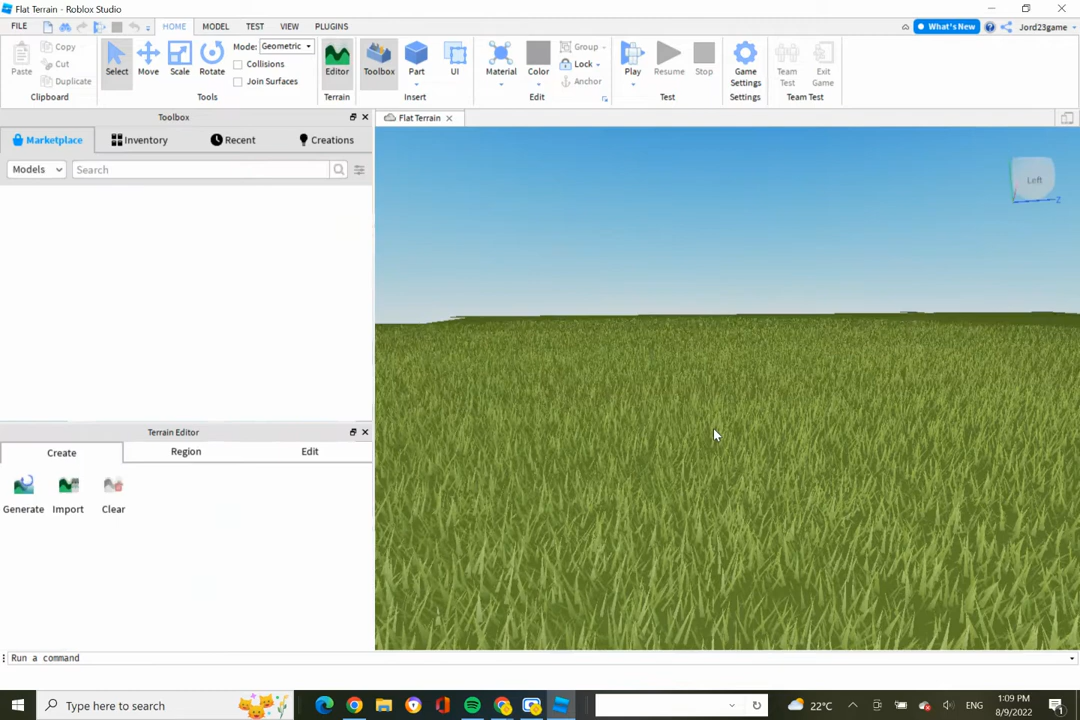 Flat Terrain - Roblox Studio
FILE HOME MODEL TEST VIEW PLUGINS What's New Jord23game
Paste Copy Cut Duplicate Clipboard
Select Move Scale Rotate Mode: Geometric Collisions Join Surfaces Tools
Editor Terrain
Toolbox Part UI Insert
Material Color Group Lock Anchor Edit
Play Resume Stop Test
Game Settings Settings
Team Test Exit Game Team Test
Toolbox
Flat Terrain
Marketplace Inventory Recent Creations
Models Search
Left
Z
Terrain Editor
Create Region Edit
Generate Import Clear
Run a command
Type here to search
22°C ENG 1:09 PM
8/9/2022
1